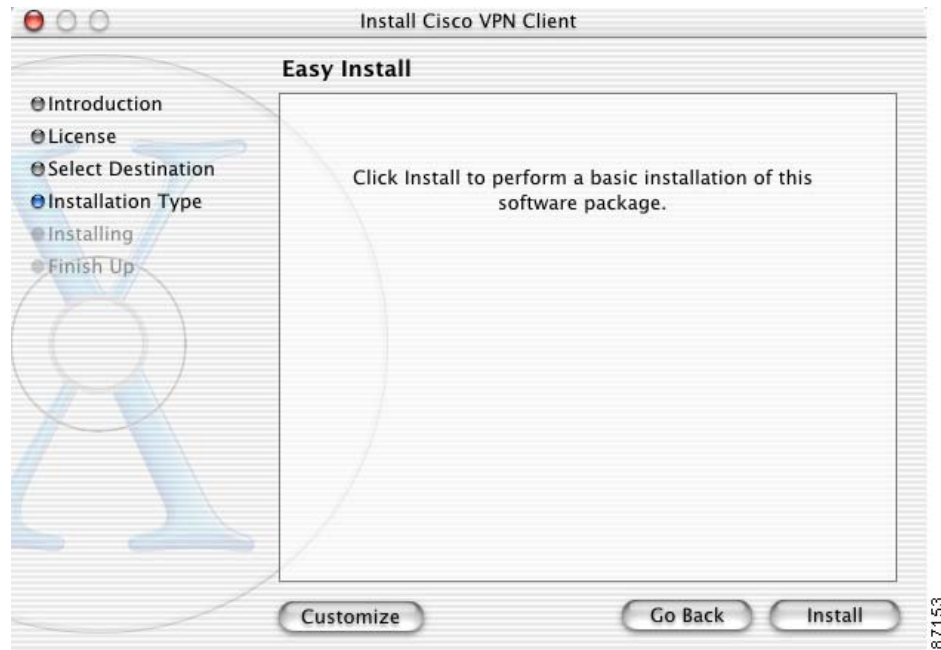 Install Cisco VPN Client
Easy Install
Introduction
License
Select Destination
Installation Type
Installing
Finish Up
Click Install to perform a basic installation of this
software package.
Customize
Go Back
Install
87153